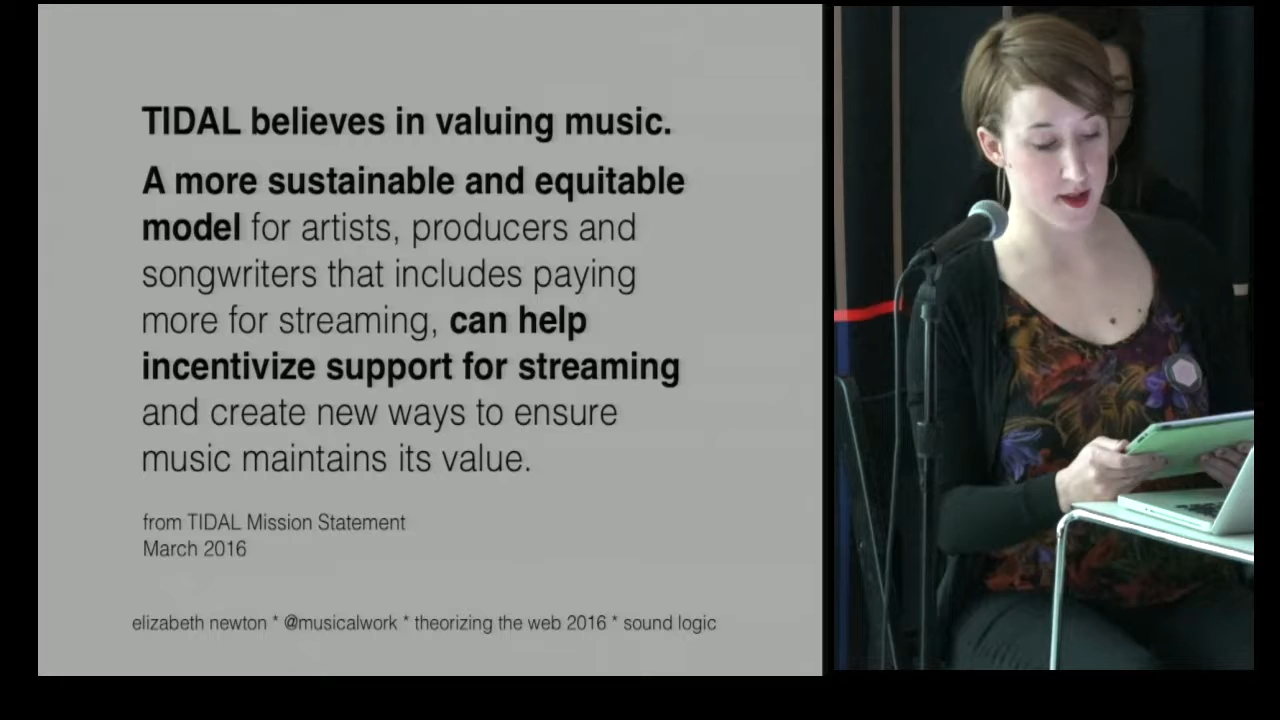 TIDAL believes in valuing music.
A more sustainable and equitable
model for artists, producers and
songwriters that includes paying
more for streaming, can help
incentivize support for streaming
and create new ways to ensure
music maintains its value.
from TIDAL Mission Statement
March 2016
elizabeth newton * @musicalwork * theorizing the web 2016 * sound logic